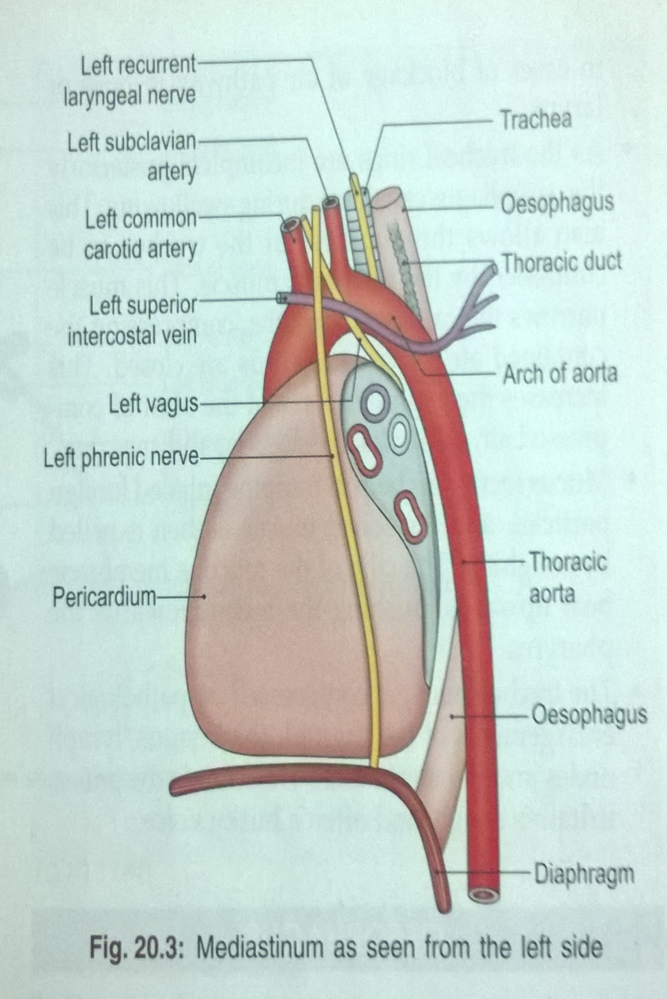 Left recurrent
laryngeal nerve
Trachea
Left subclavian
artery
Oesophagus
Left common
carotid artery
Thoracic duct
Left superior
intercostal vein
Arch of aorta
Left vagus
Left phrenic nerve
Thoracic
aorta
Pericardium
Oesophagus
Diaphragm
Fig. 20.3: Mediastinum as seen from the left side